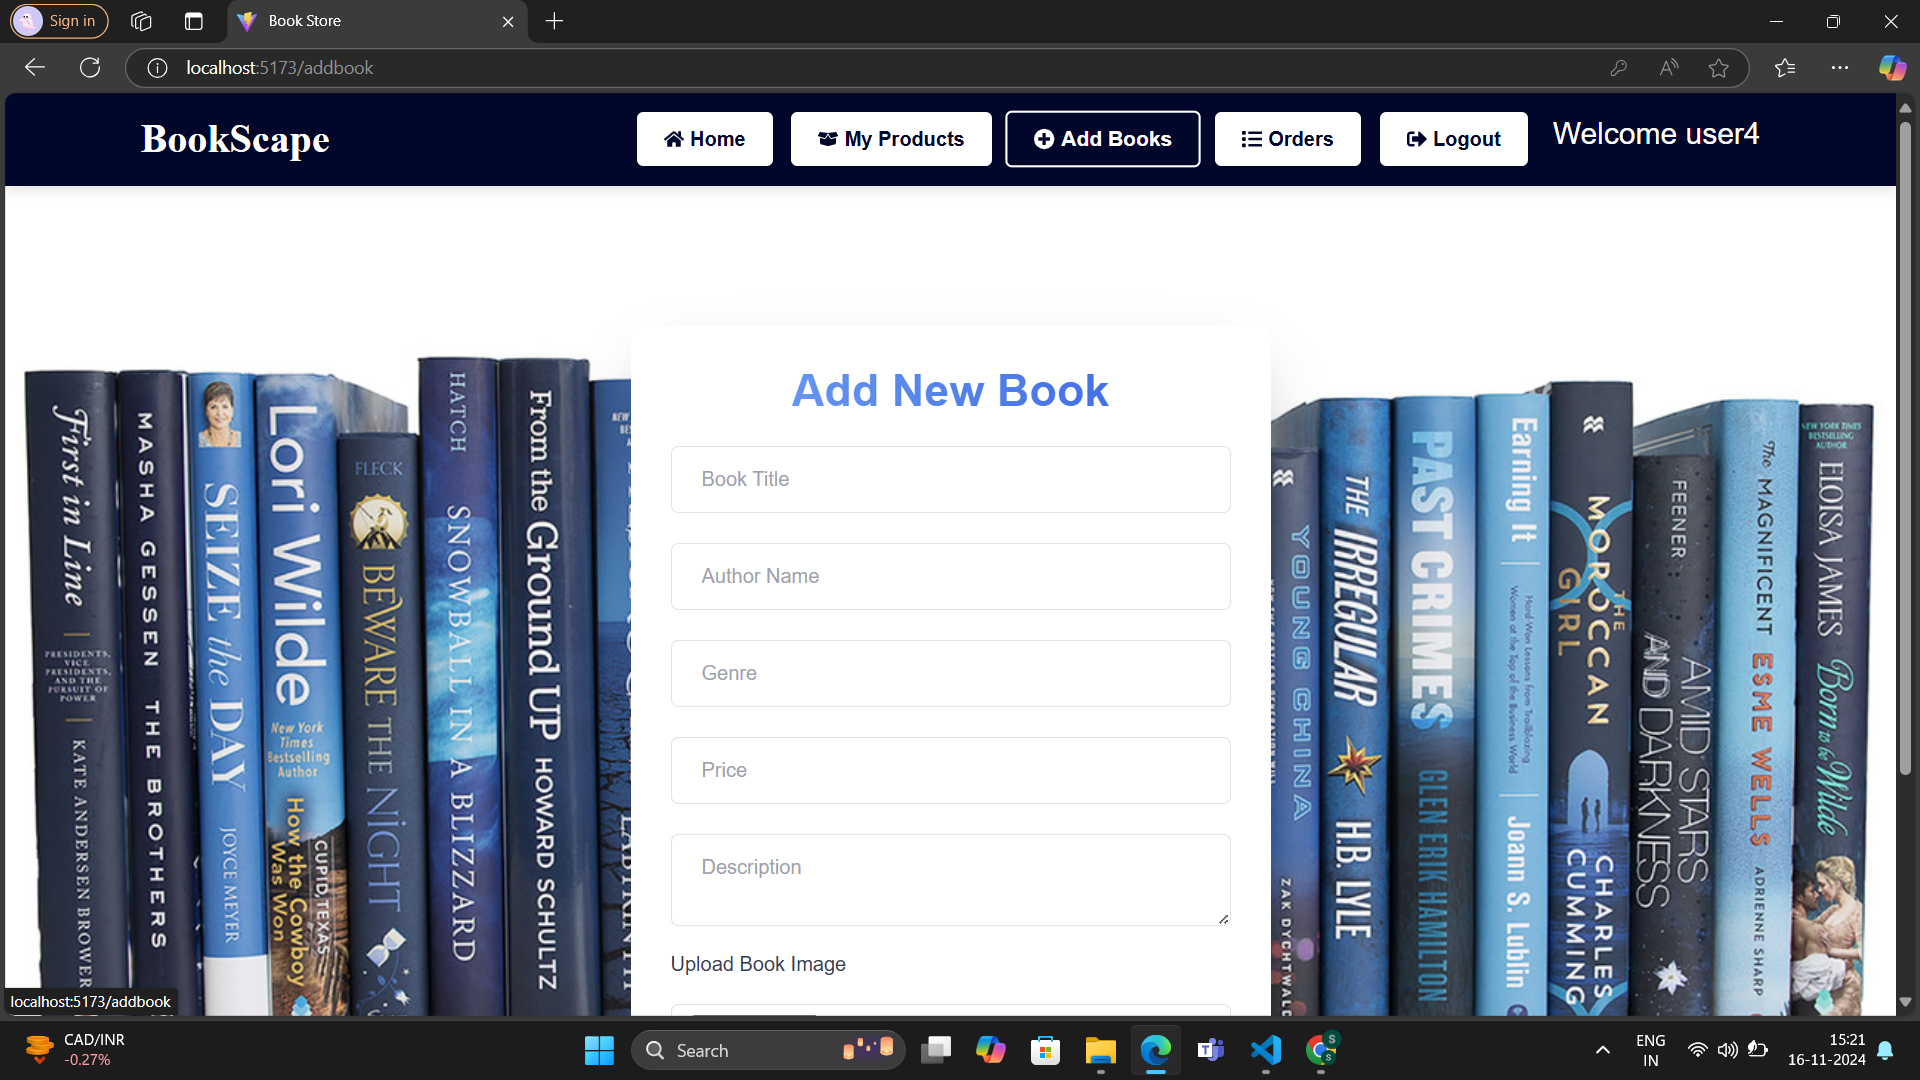 Sign in
Book Store
localhost:5173/addbook
BookScape
Home
My Products
Add Books
Orders
Logout
Welcome user4
Add New Book
Book Title
Author Name
Genre
Price
Description
Upload Book Image
First in Line
PRESIDENTS,
VICE
PRESIDENTS,
AND THE
PURSUIT OF
POWER
KATE ANDERSEN BROWER
MASHA GESSEN THE BROTHERS
SEIZE the DAY
JOYCE MEYER
Lori Wilde
New York
Times
Bestselling
Author
How the Cowboy
Was Won
CUPID, TEXAS
FLECK
BEWARE THE NIGHT
HATCH
SNOWBALL IN A BLIZZARD
From the Ground UP
HOWARD SCHULTZ
YOUNG CHINA
ZAK DYCHTWALD
THE IRREGULAR
H.B. LYLE
PAST CRIMES
GLEN ERIK HAMILTON
Earning It
Hard-Won Lessons from Trailblazing
Women at the Top of the Business World
Joann S. Lublin
THE
MOROCCAN
GIRL
CHARLES
CUMMING
FEENER
AMID STARS
AND DARKNESS
The MAGNIFICENT ESME WELLS
ADRIENNE SHARP
NEW YORK TIMES
BESTSELLING
AUTHOR
ELOISA JAMES
Born to be Wilde
localhost:5173/addbook
CAD/INR
-0.27%
Search
ENG
IN
15:21
16-11-2024